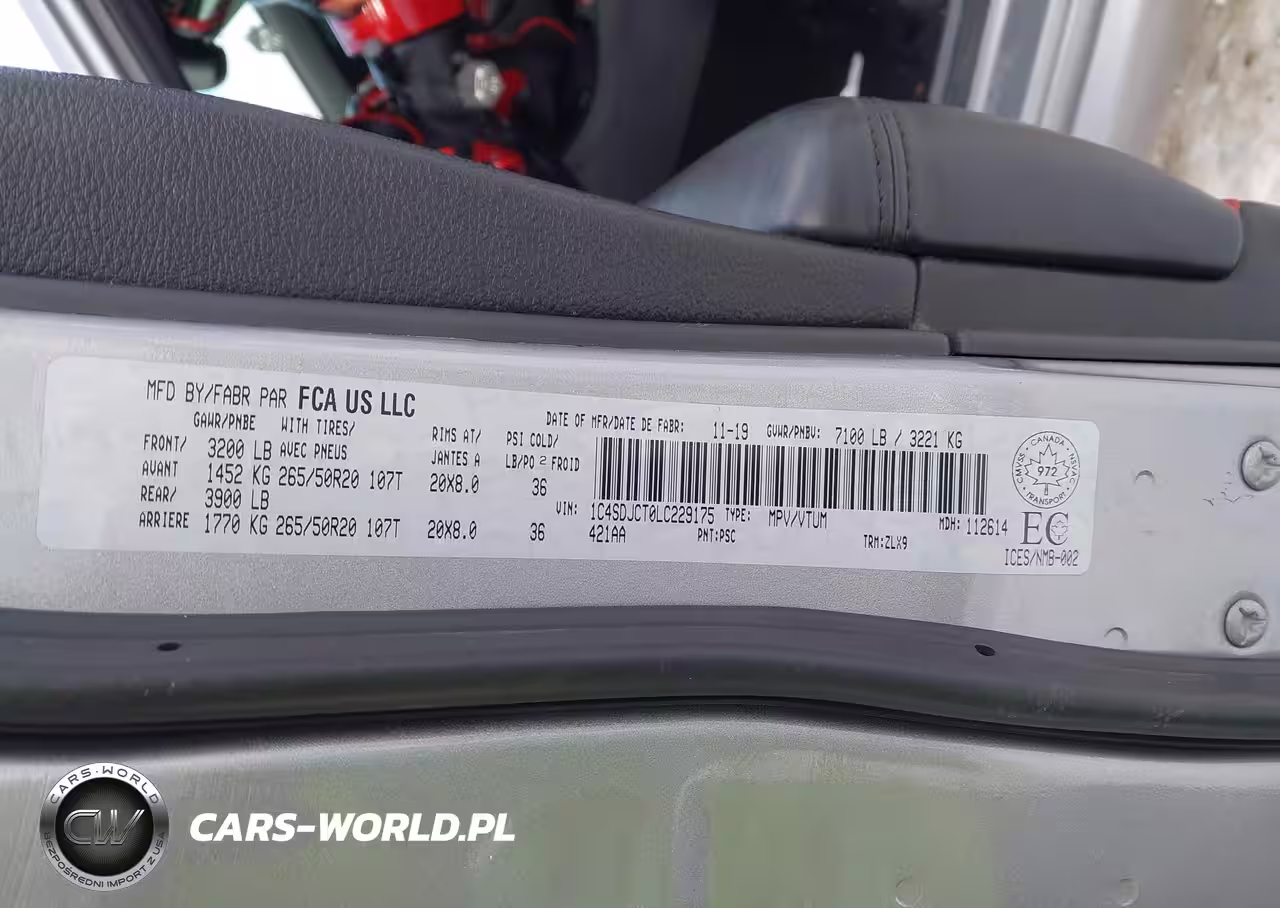 MFD BY/FABR PAR FCA US LLC
DATE OF MFR/DATE DE FABR: 11-19 GVWR/PNBV: 7100 LB / 3221 KG
GAWR/PNBE WITH TIRES/ RIMS AT/ PSI COLD/
FRONT/ 3200 LB AVEC PNEUS JANTES A LB/PO² FROID
AVANT 1452 KG 265/50R20 107T 20X8.0 36
REAR/ 3900 LB
ARRIERE 1770 KG 265/50R20 107T 20X8.0 36
VIN: 1C4SDJCT0LC229175 TYPE: MPV/VTUM MDH: 112614
421AA PNT:PSC TRM:ZLX9
CANADA
CMVSS 972 NSVAC
TRANSPORT
EC
ICES/NMB-002
CARS-WORLD
CW
BEZPOŚREDNI IMPORT Z USA
CARS-WORLD.PL